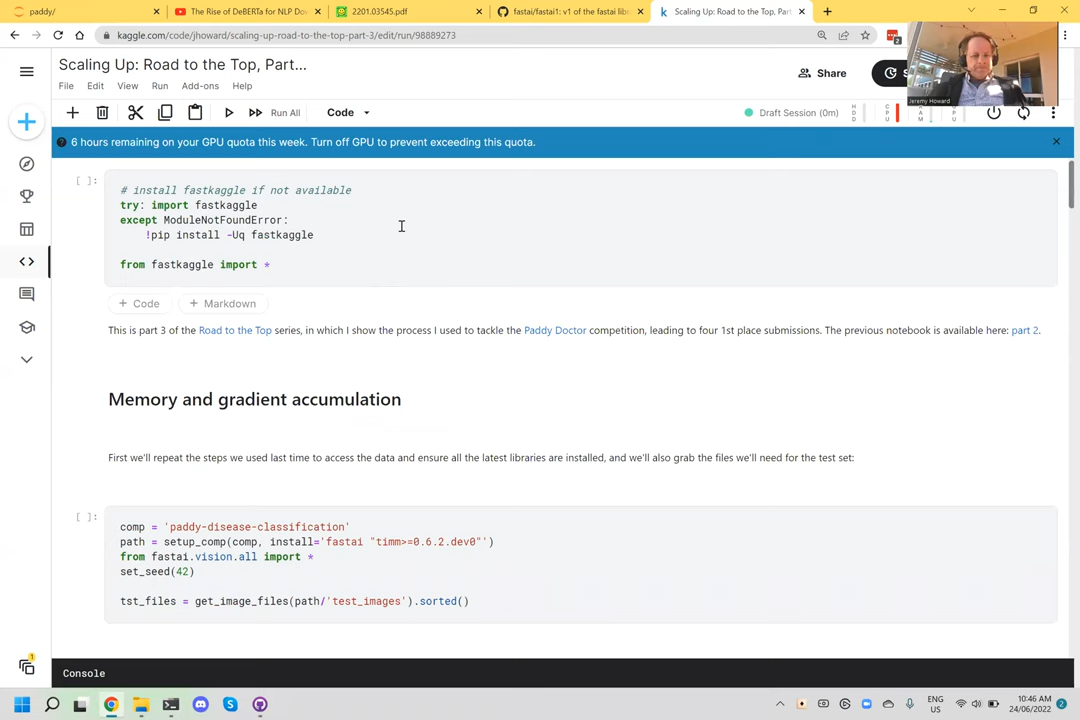 paddy/
The Rise of DeBERTa for NLP Do
2201.03545.pdf
fastai/fastai1: v1 of the fastai lib
Scaling Up: Road to the Top, Part
kaggle.com/code/jhoward/scaling-up-road-to-the-top-part-3/edit/run/98889273
Scaling Up: Road to the Top, Part...
File Edit View Run Add-ons Help
Share
Run All
Code
Draft Session (0m)
Jeremy Howard
6 hours remaining on your GPU quota this week. Turn off GPU to prevent exceeding this quota.
[ ]:
# install fastkaggle if not available
try: import fastkaggle
except ModuleNotFoundError:
!pip install -Uq fastkaggle
from fastkaggle import *
+ Code
+ Markdown
This is part 3 of the Road to the Top series, in which I show the process I used to tackle the Paddy Doctor competition, leading to four 1st place submissions. The previous notebook is available here: part 2.
Memory and gradient accumulation
First we'll repeat the steps we used last time to access the data and ensure all the latest libraries are installed, and we'll also grab the files we'll need for the test set:
[ ]:
comp = 'paddy-disease-classification'
path = setup_comp(comp, install='fastai "timm>=0.6.2.dev0"')
from fastai.vision.all import *
set_seed(42)
tst_files = get_image_files(path/'test_images').sorted()
Console
1
ENG
US
10:46 AM
24/06/2022
2